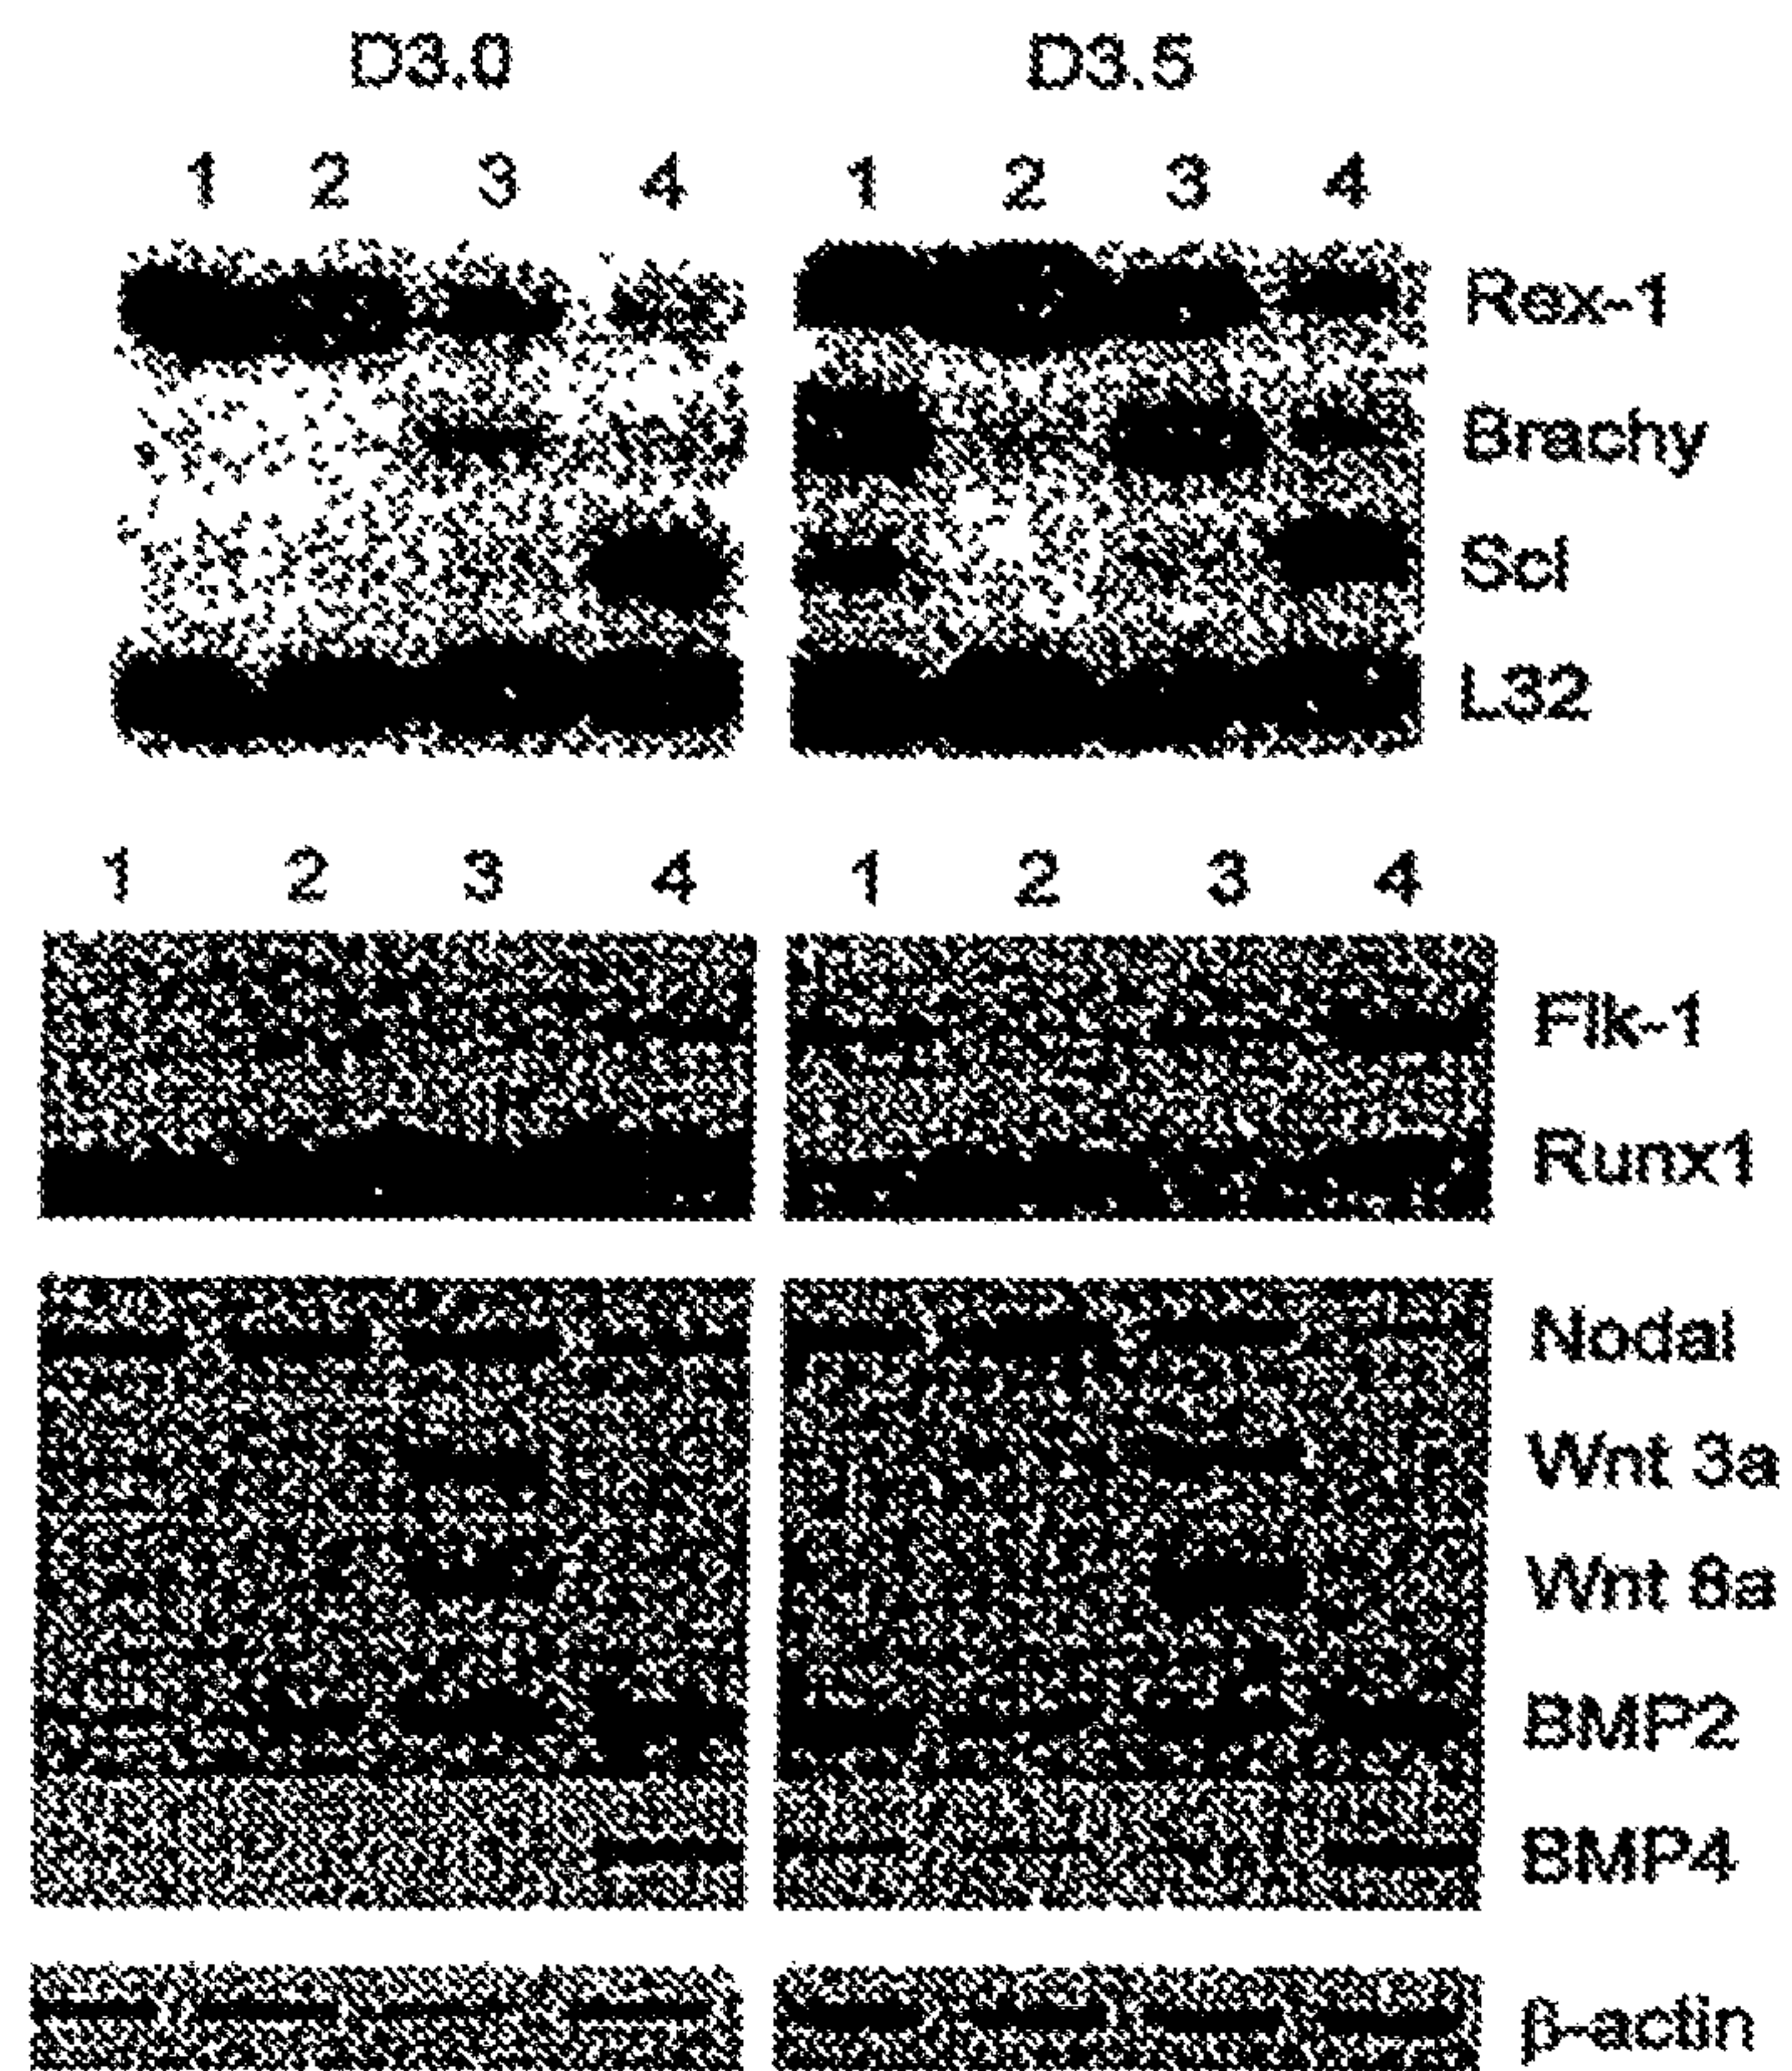 D3.0 D3.5
1 2 3 4 1 2 3 4
Rex-1
Brachy
Scl
L32
1 2 3 4 1 2 3 4
Flk-1
Runx1
Nodal
Wnt 3a
Wnt 8a
BMP2
BMP4
β-actin